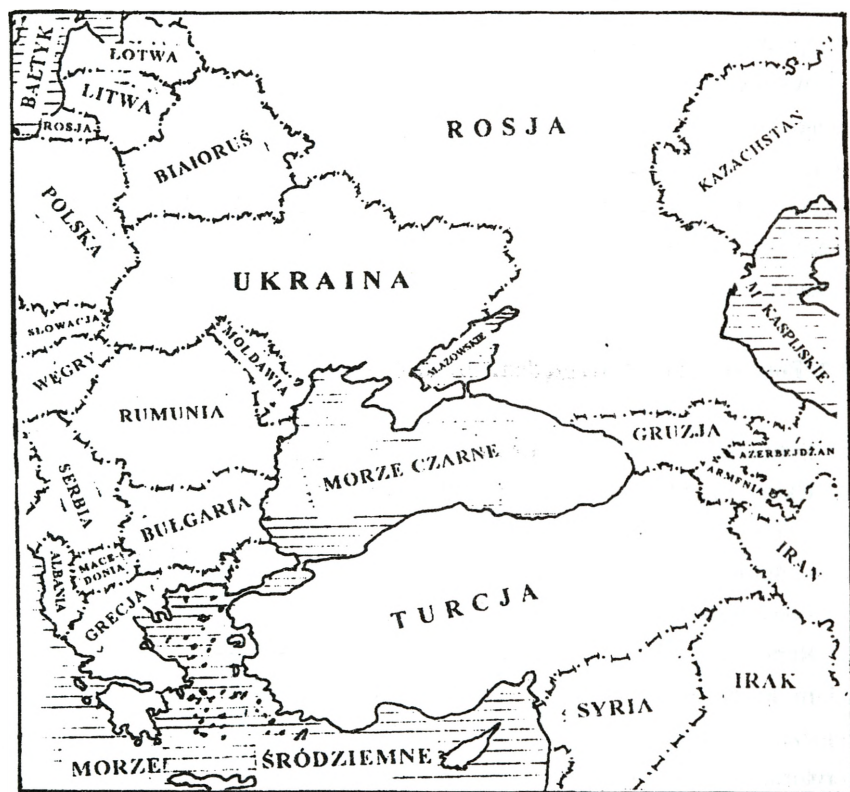 BAŁTYK
ŁOTWA
LITWA
ROSJA
BIAIORUŚ
ROSJA
KAZACHSTAN
POLSKA
UKRAINA
SŁOWACJA
WĘGRY
MOŁDAWIA
M.AZOWSKIE
M. KASPIJSKIE
RUMUNIA
GRUZJA
AZERBEJDŻAN
ARMENIA
SERBIA
MORZE CZARNE
BUŁGARIA
IRAN
ALBANIA
MACE-
DONIA
GRECJA
TURCJA
SYRIA
IRAK
MORZE ŚRÓDZIEMNE